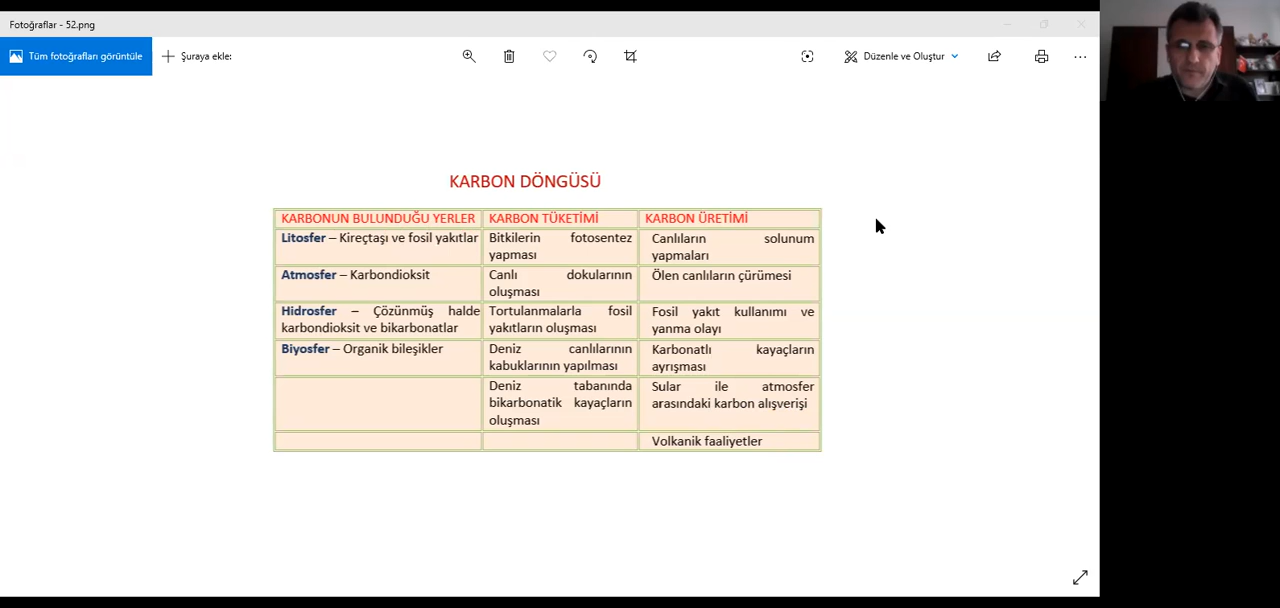 Fotoğraflar - 52.png
Tüm fotoğrafları görüntüle
Şuraya ekle:
Düzenle ve Oluştur
KARBON DÖNGÜSÜ
KARBONUN BULUNDUĞU YERLER KARBON TÜKETİMİ KARBON ÜRETİMİ
Litosfer – Kireçtaşı ve fosil yakıtlar
Bitkilerin fotosentez
yapması
Canlıların solunum
yapmaları
Atmosfer – Karbondioksit
Canlı dokularının
oluşması
Ölen canlıların çürümesi
Hidrosfer – Çözünmüş halde
karbondioksit ve bikarbonatlar
Tortulanmalarla fosil
yakıtların oluşması
Fosil yakıt kullanımı ve
yanma olayı
Biyosfer – Organik bileşikler
Deniz canlılarının
kabuklarının yapılması
Karbonatlı kayaçların
ayrışması
Deniz tabanında
bikarbonatik kayaçların
oluşması
Sular ile atmosfer
arasındaki karbon alışverişi
Volkanik faaliyetler